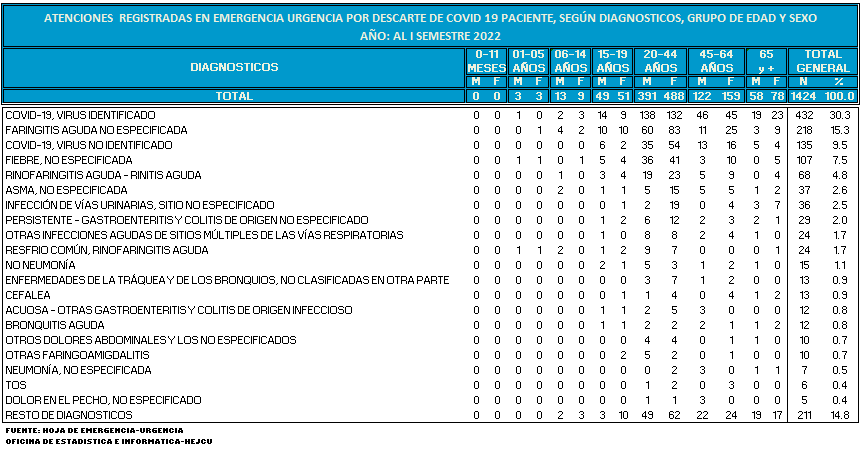 ATENCIONES REGISTRADAS EN EMERGENCIA URGENCIA POR DESCARTE DE COVID 19 PACIENTE, SEGÚN DIAGNOSTICOS, GRUPO DE EDAD Y SEXO
AÑO: AL I SEMESTRE 2022
DIAGNOSTICOS 0-11 MESES 01-05 AÑOS 06-14 AÑOS 15-19 AÑOS 20-44 AÑOS 45-64 AÑOS 65 y + TOTAL GENERAL
M F M F M F M F M F M F M F N %
TOTAL 0 0 3 3 13 9 49 51 391 488 122 159 58 78 1424 100.0
COVID-19, VIRUS IDENTIFICADO 0 0 1 0 2 3 14 9 138 132 46 45 19 23 432 30.3
FARINGITIS AGUDA NO ESPECIFICADA 0 0 0 1 4 2 10 10 60 83 11 25 3 9 218 15.3
COVID-19, VIRUS NO IDENTIFICADO 0 0 0 0 0 0 6 2 35 54 13 16 5 4 135 9.5
FIEBRE, NO ESPECIFICADA 0 0 1 1 0 1 5 4 36 41 3 10 0 5 107 7.5
RINOFARINGITIS AGUDA - RINITIS AGUDA 0 0 0 0 1 0 3 4 19 23 5 9 0 4 68 4.8
ASMA, NO ESPECIFICADA 0 0 0 0 2 0 1 1 5 15 5 5 1 2 37 2.6
INFECCIÓN DE VÍAS URINARIAS, SITIO NO ESPECIFICADO 0 0 0 0 0 0 0 1 2 19 0 4 3 7 36 2.5
PERSISTENTE - GASTROENTERITIS Y COLITIS DE ORIGEN NO ESPECIFICADO 0 0 0 0 0 0 1 2 6 12 2 3 2 1 29 2.0
OTRAS INFECCIONES AGUDAS DE SITIOS MÚLTIPLES DE LAS VÍAS RESPIRATORIAS 0 0 0 0 0 0 1 0 8 8 2 4 1 0 24 1.7
RESFRIO COMÚN, RINOFARINGITIS AGUDA 0 0 1 1 2 0 1 2 9 7 0 0 0 1 24 1.7
NO NEUMONÍA 0 0 0 0 0 0 2 1 5 3 1 2 1 0 15 1.1
ENFERMEDADES DE LA TRÁQUEA Y DE LOS BRONQUIOS, NO CLASIFICADAS EN OTRA PARTE 0 0 0 0 0 0 0 0 3 7 1 2 0 0 13 0.9
CEFALEA 0 0 0 0 0 0 0 1 1 4 0 4 1 2 13 0.9
ACUOSA - OTRAS GASTROENTERITIS Y COLITIS DE ORIGEN INFECCIOSO 0 0 0 0 0 0 1 1 2 5 3 0 0 0 12 0.8
BRONQUITIS AGUDA 0 0 0 0 0 0 1 1 2 2 2 1 1 2 12 0.8
OTROS DOLORES ABDOMINALES Y LOS NO ESPECIFICADOS 0 0 0 0 0 0 0 0 4 4 0 1 1 0 10 0.7
OTRAS FARINGOAMIGDALITIS 0 0 0 0 0 0 0 2 5 2 0 1 0 0 10 0.7
NEUMONÍA, NO ESPECIFICADA 0 0 0 0 0 0 0 0 0 2 3 0 1 1 7 0.5
TOS 0 0 0 0 0 0 0 0 1 2 0 3 0 0 6 0.4
DOLOR EN EL PECHO, NO ESPECIFICADO 0 0 0 0 0 0 0 0 1 1 3 0 0 0 5 0.4
RESTO DE DIAGNOSTICOS 0 0 0 0 2 3 3 10 49 62 22 24 19 17 211 14.8
FUENTE: HOJA DE EMERGENCIA-URGENCIA
OFICINA DE ESTADISTICA E INFORMATICA-HEJCU